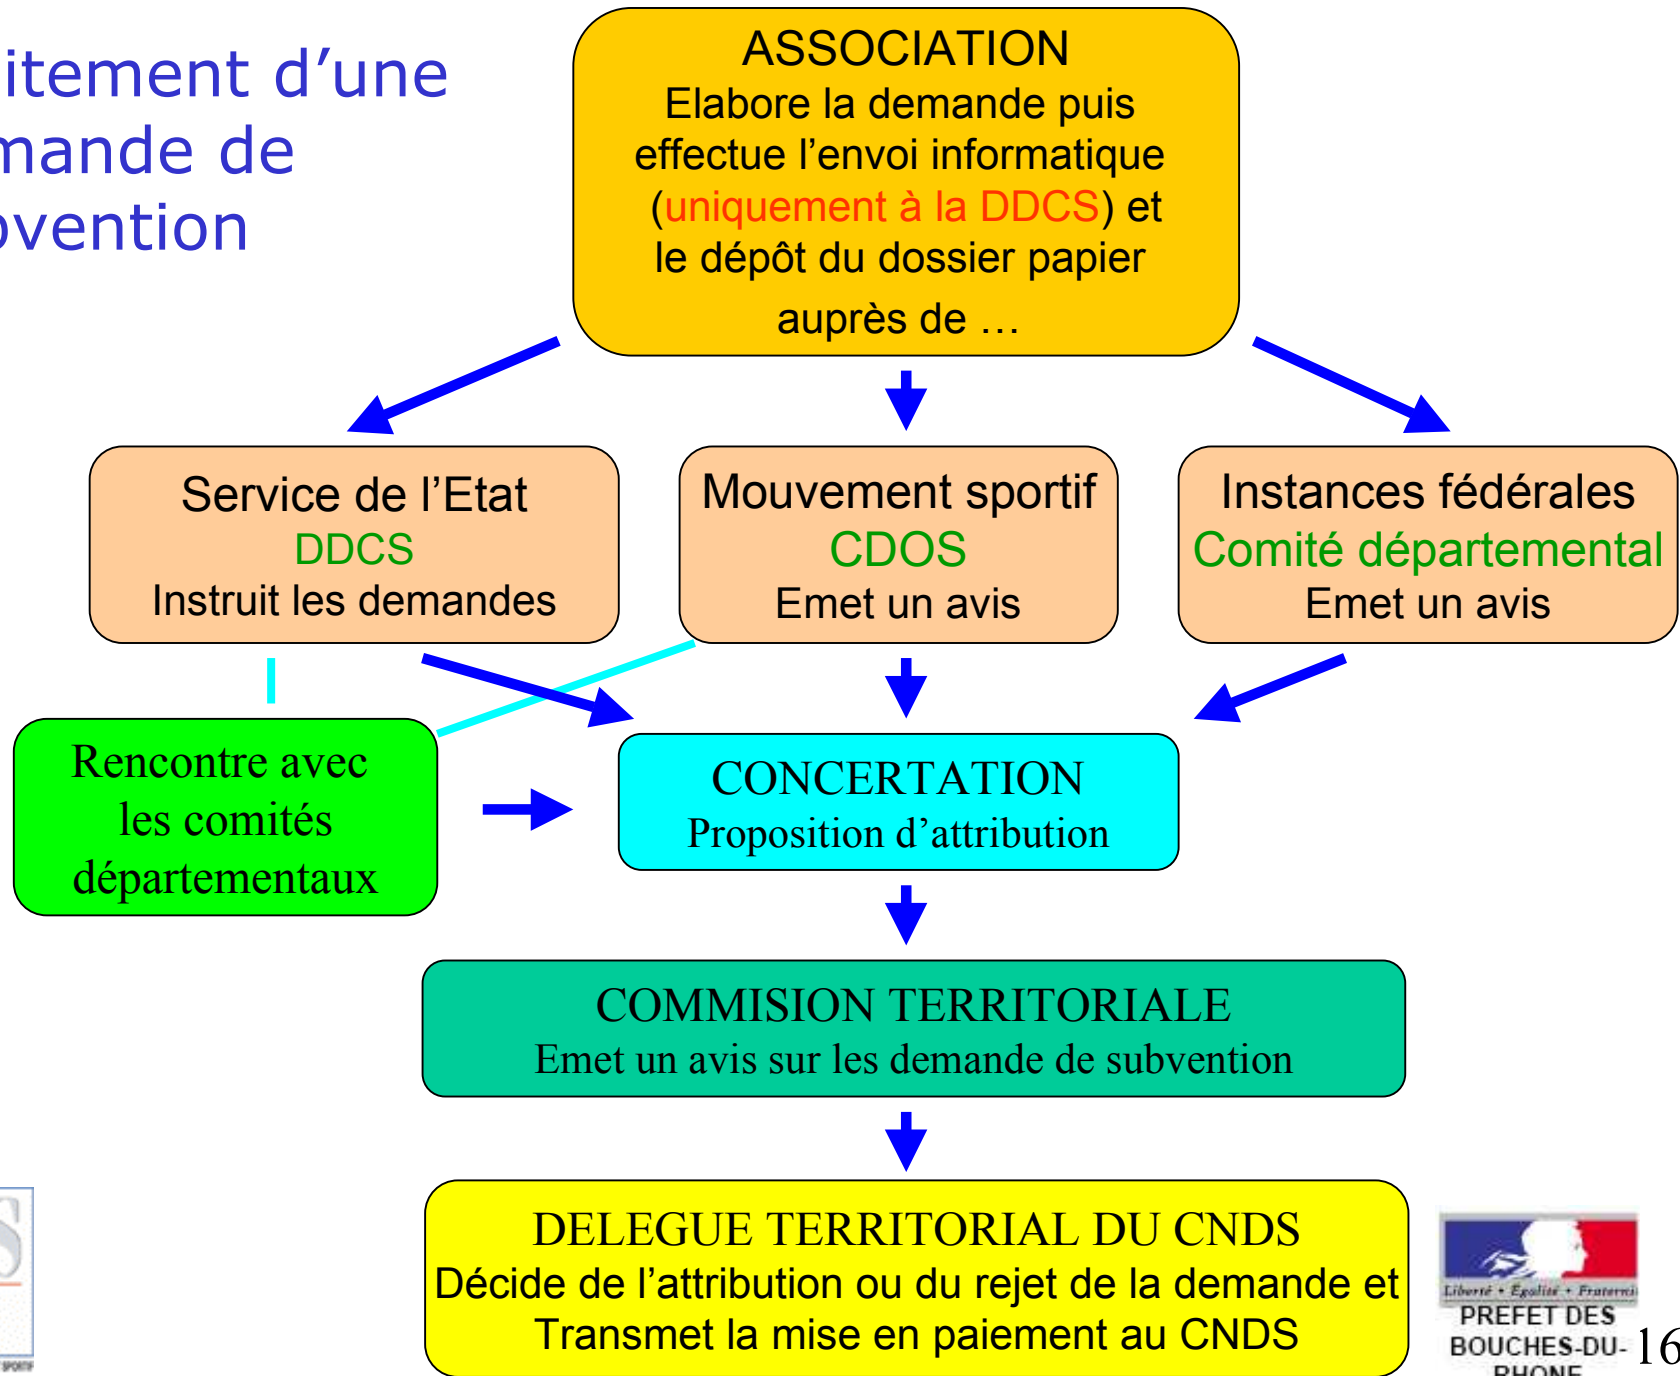 itement d’une
mande de
bvention
ASSOCIATION
Elabore la demande puis
effectue l’envoi informatique
(uniquement à la DDCS) et
le dépôt du dossier papier
auprès de …
Service de l’Etat
DDCS
Instruit les demandes
Mouvement sportif
CDOS
Emet un avis
Instances fédérales
Comité départemental
Emet un avis
Rencontre avec
les comités
départementaux
CONCERTATION
Proposition d’attribution
COMMISION TERRITORIALE
Emet un avis sur les demande de subvention
DELEGUE TERRITORIAL DU CNDS
Décide de l’attribution ou du rejet de la demande et
Transmet la mise en paiement au CNDS
S
SPORTIF
Liberté • Egalité • Fraterni
PREFET DES
BOUCHES-DU-
RHONE
16